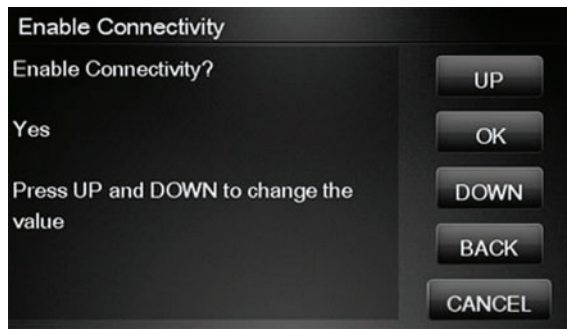 Enable Connectivity
Enable Connectivity?
Yes
Press UP and DOWN to change the
value
UP
OK
DOWN
BACK
CANCEL